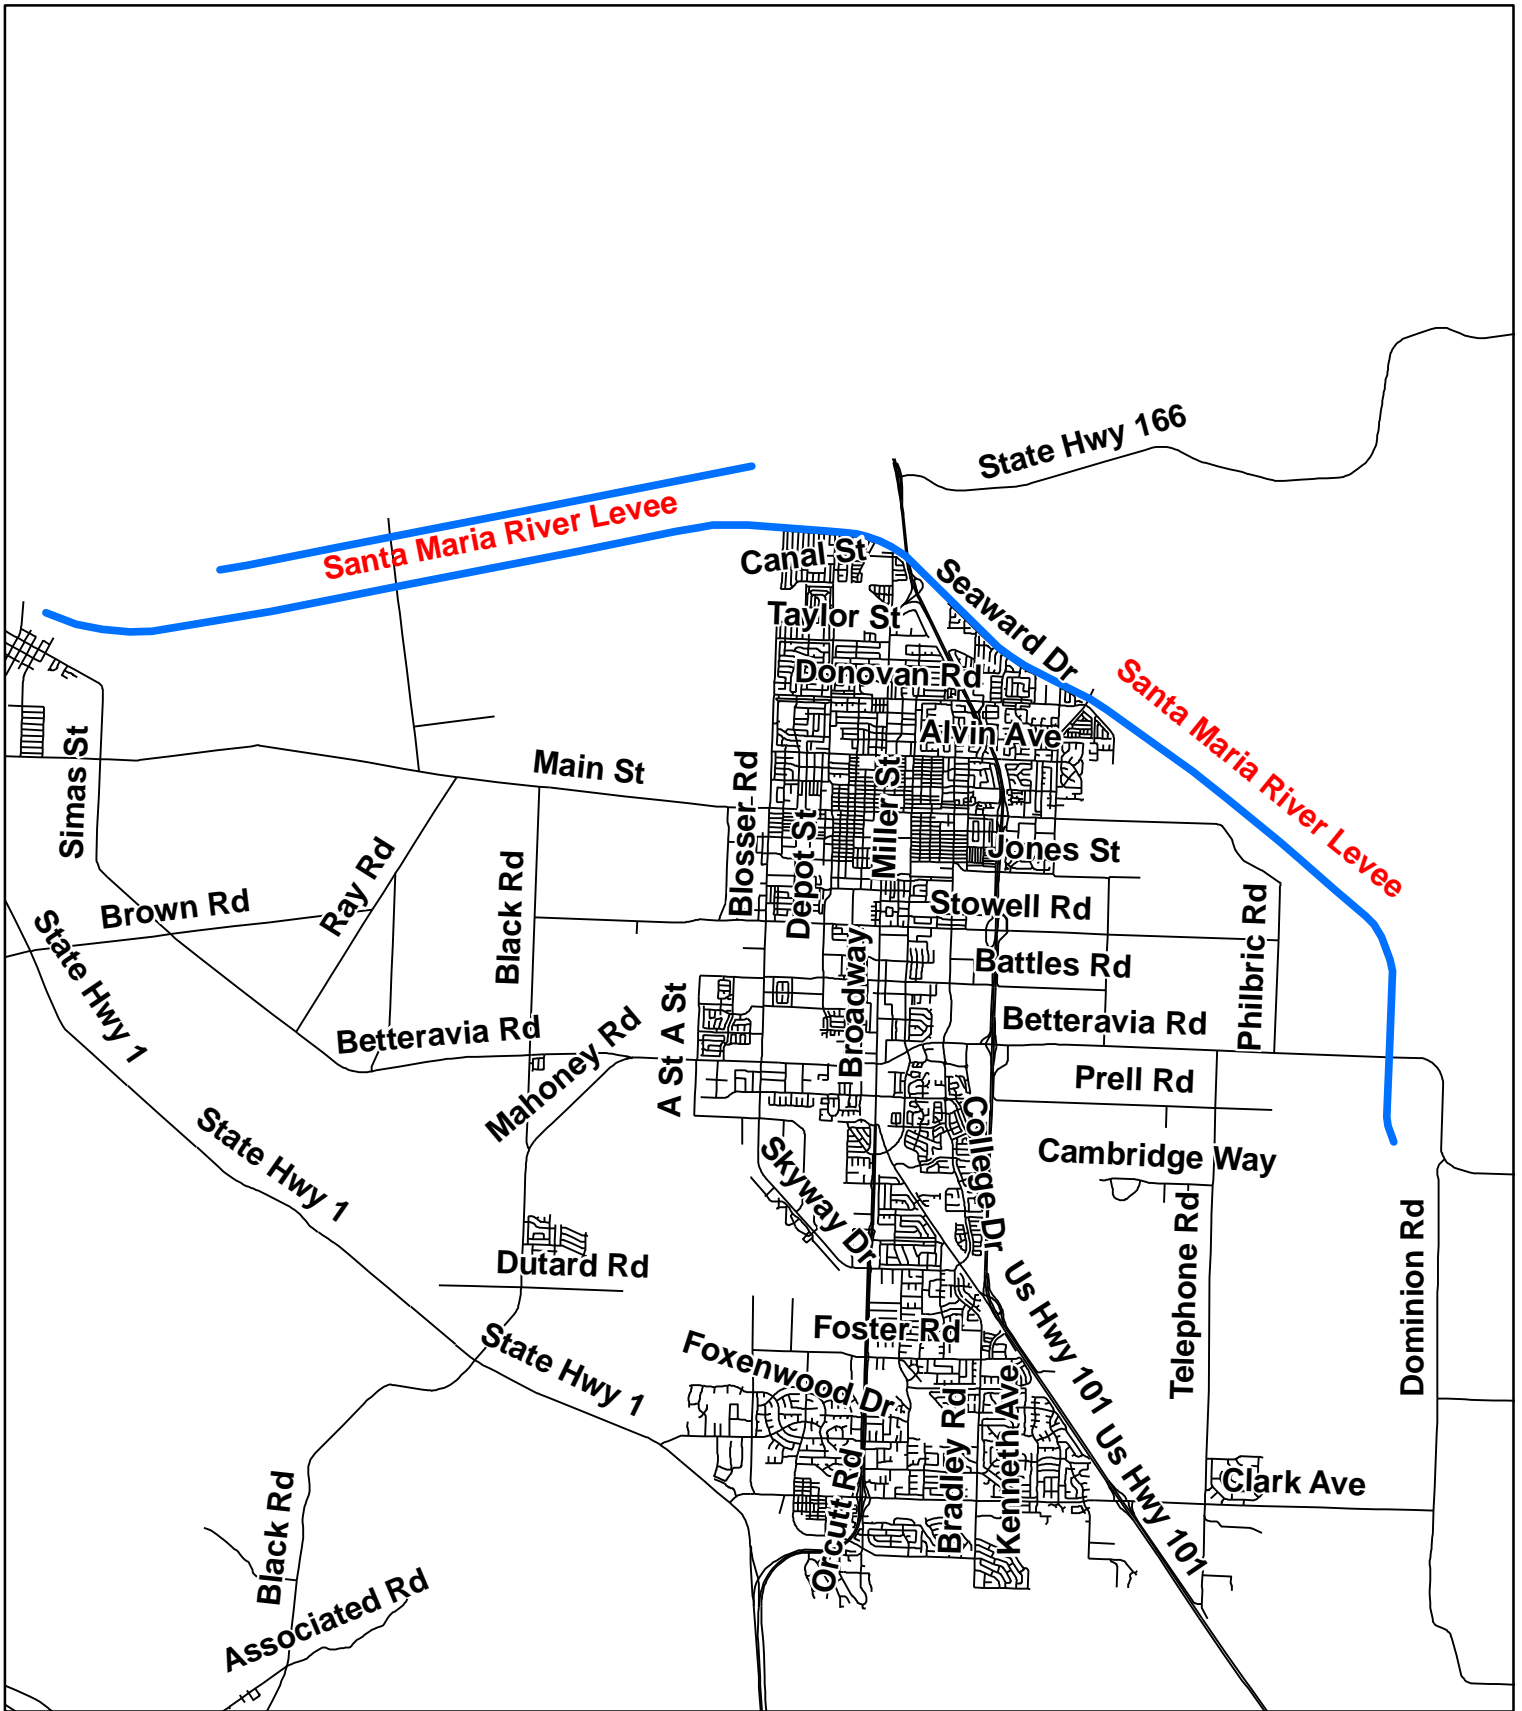 State Hwy 166
Santa Maria River Levee
Canal St
Seaward Dr
Taylor St
Donovan Rd
Santa Maria River Levee
Alvin Ave
Main St
Simas St
Blosser Rd
Miller St
Depot St
Jones St
Ray Rd
Black Rd
Brown Rd
Stowell Rd
Philbric Rd
State Hwy 1
Battles Rd
Broadway
A St
A St
Betteravia Rd
Betteravia Rd
Mahoney Rd
Prell Rd
College Dr
State Hwy 1
Skyway Dr
Cambridge Way
Telephone Rd
Dominion Rd
Dutard Rd
Us Hwy 101
State Hwy 1
Foster Rd
Foxenwood Dr
Bradley Rd
Kenneth Ave
Us Hwy 101
Orcutt Rd
Clark Ave
Black Rd
Associated Rd